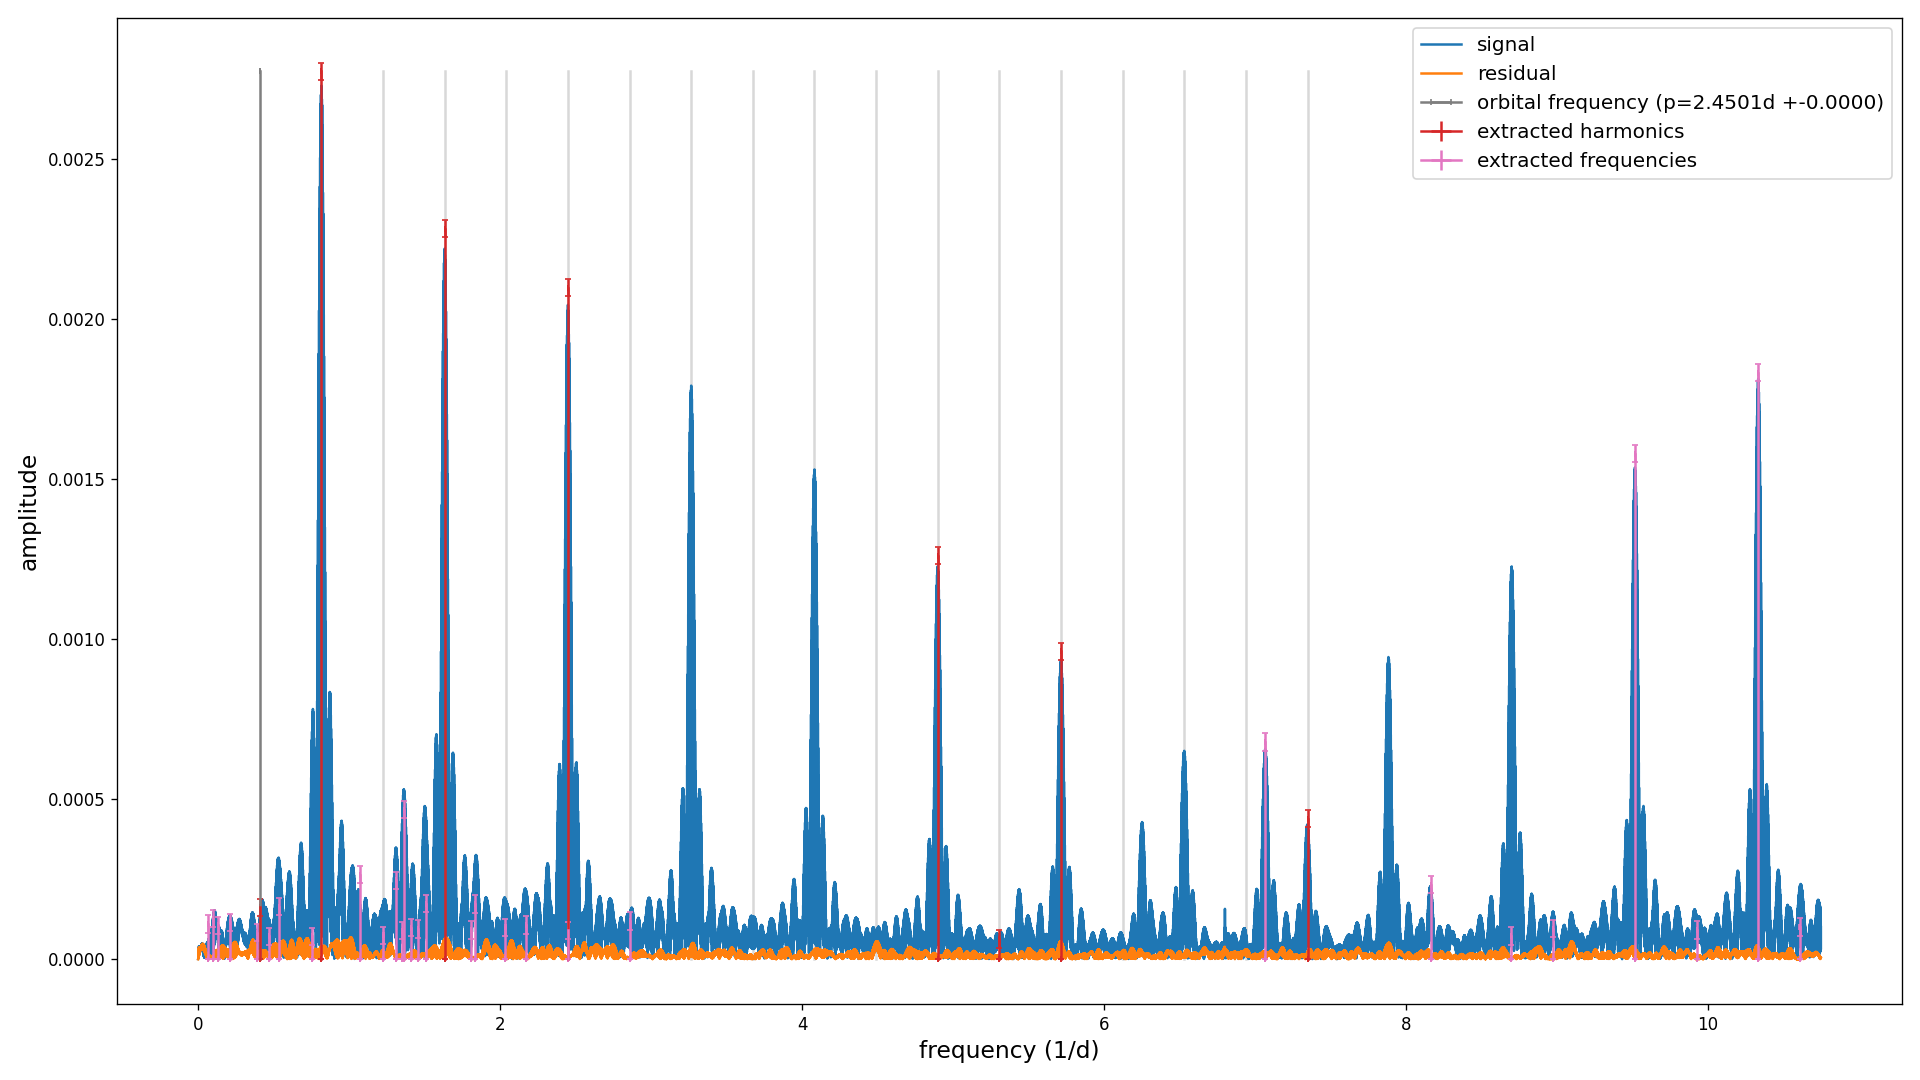 signal
residual
orbital frequency (p=2.4501d +-0.0000)
extracted harmonics
extracted frequencies
amplitude
0.0025
0.0020
0.0015
0.0010
0.0005
0.0000
0 2 4 6 8 10
frequency (1/d)